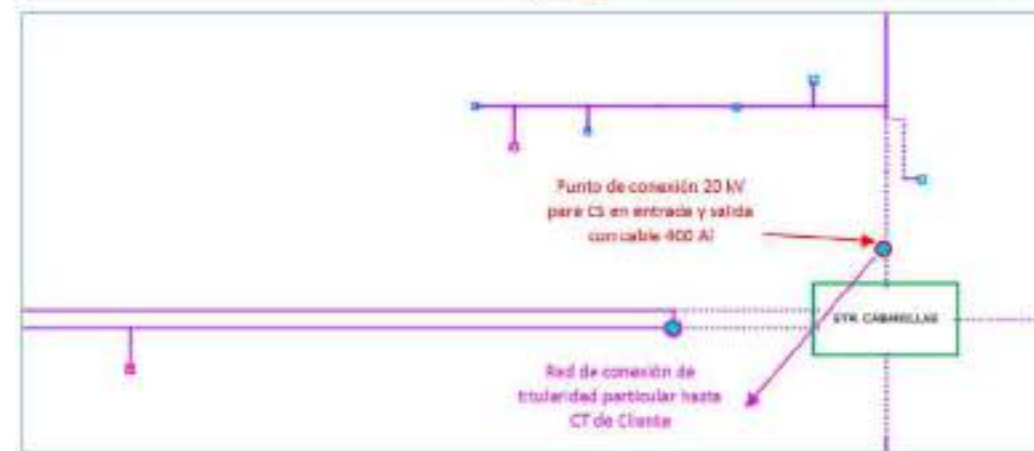 Punto de conexión 20 kV
para CS en entrada y salida
con cable 400 Al
STR CABANILLAS
Red de conexión de
titularidad particular hasta
CT de Cliente